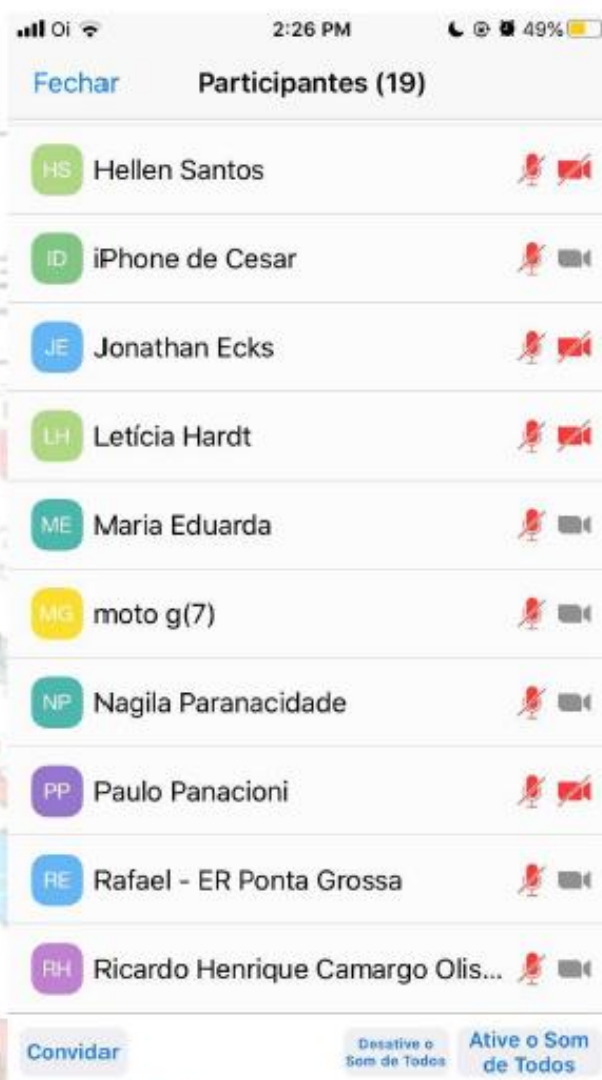 Oi 2:26 PM 49%
Fechar Participantes (19)
HS Hellen Santos
ID iPhone de Cesar
JE Jonathan Ecks
LH Letícia Hardt
ME Maria Eduarda
MG moto g(7)
NP Nagila Paranacidade
PP Paulo Panacioni
RE Rafael - ER Ponta Grossa
RH Ricardo Henrique Camargo Olis...
Convidar
Desative o
Som de Todos
Ative o Som
de Todos